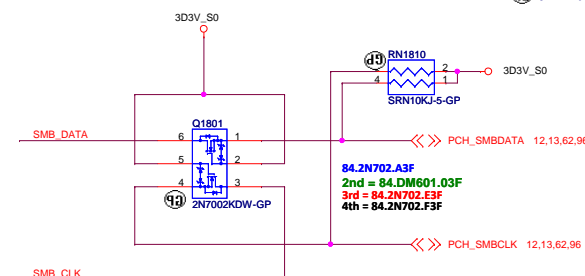 3D3V_S0
GP
RN1810
3
2
4
1
3D3V_S0
SRN10KJ-5-GP
Q1801
SMB_DATA
6
1
PCH_SMBDATA 12,13,62,96
5
2
84.2N702.A3F
2nd = 84.DM601.03F
4
3
3rd = 84.2N702.E3F
GP
2N7002KDW-GP
4th = 84.2N702.F3F
PCH_SMBCLK 12,13,62,96
SMB_CLK